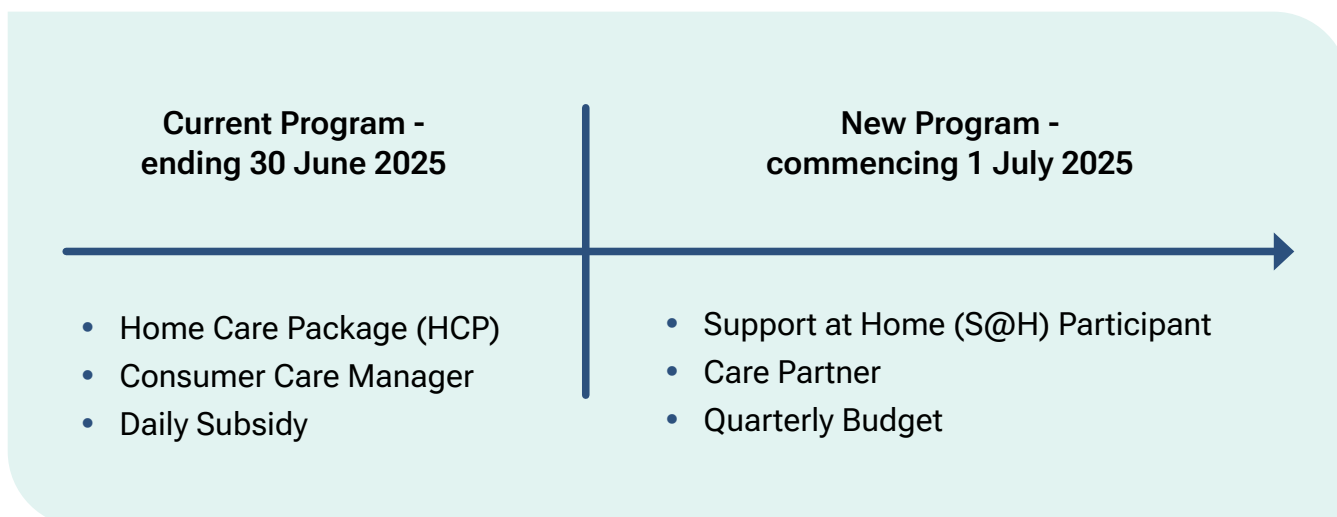 Current Program -
ending 30 June 2025
New Program -
commencing 1 July 2025
• Home Care Package (HCP)
• Consumer Care Manager
• Daily Subsidy
• Support at Home (S@H) Participant
• Care Partner
• Quarterly Budget